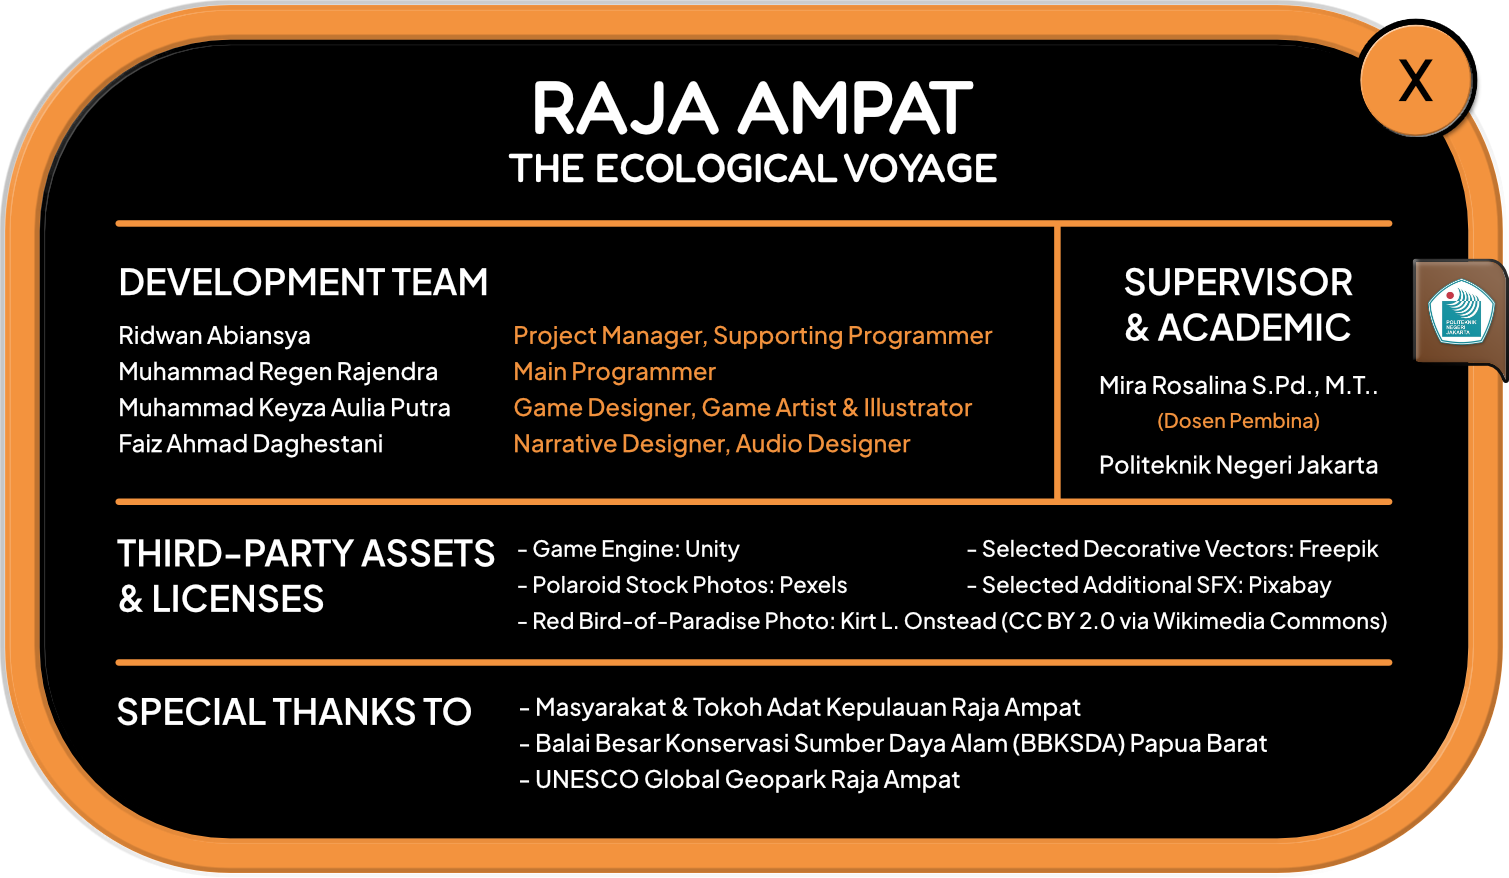 X
RAJA AMPAT
THE ECOLOGICAL VOYAGE
DEVELOPMENT TEAM
Ridwan Abiansya Project Manager, Supporting Programmer
Muhammad Regen Rajendra Main Programmer
Muhammad Keyza Aulia Putra Game Designer, Game Artist & Illustrator
Faiz Ahmad Daghestani Narrative Designer, Audio Designer
SUPERVISOR
& ACADEMIC
Mira Rosalina S.Pd., M.T..
(Dosen Pembina)
Politeknik Negeri Jakarta
POLITEKNIK
NEGERI
JAKARTA
THIRD-PARTY ASSETS
& LICENSES
- Game Engine: Unity
- Selected Decorative Vectors: Freepik
- Polaroid Stock Photos: Pexels
- Selected Additional SFX: Pixabay
- Red Bird-of-Paradise Photo: Kirt L. Onstead (CC BY 2.0 via Wikimedia Commons)
SPECIAL THANKS TO
- Masyarakat & Tokoh Adat Kepulauan Raja Ampat
- Balai Besar Konservasi Sumber Daya Alam (BBKSDA) Papua Barat
- UNESCO Global Geopark Raja Ampat